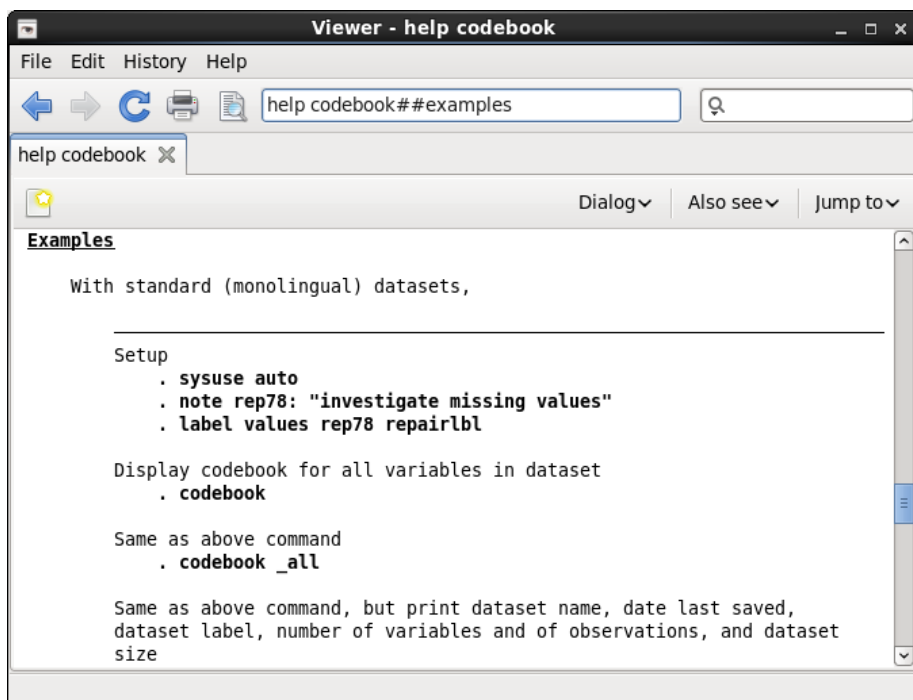 Viewer - help codebook
File Edit History Help
help codebook##examples
help codebook
Dialog Also see Jump to
Examples
With standard (monolingual) datasets,
Setup
. sysuse auto
. note rep78: "investigate missing values"
. label values rep78 repairlbl
Display codebook for all variables in dataset
. codebook
Same as above command
. codebook _all
Same as above command, but print dataset name, date last saved,
dataset label, number of variables and of observations, and dataset
size